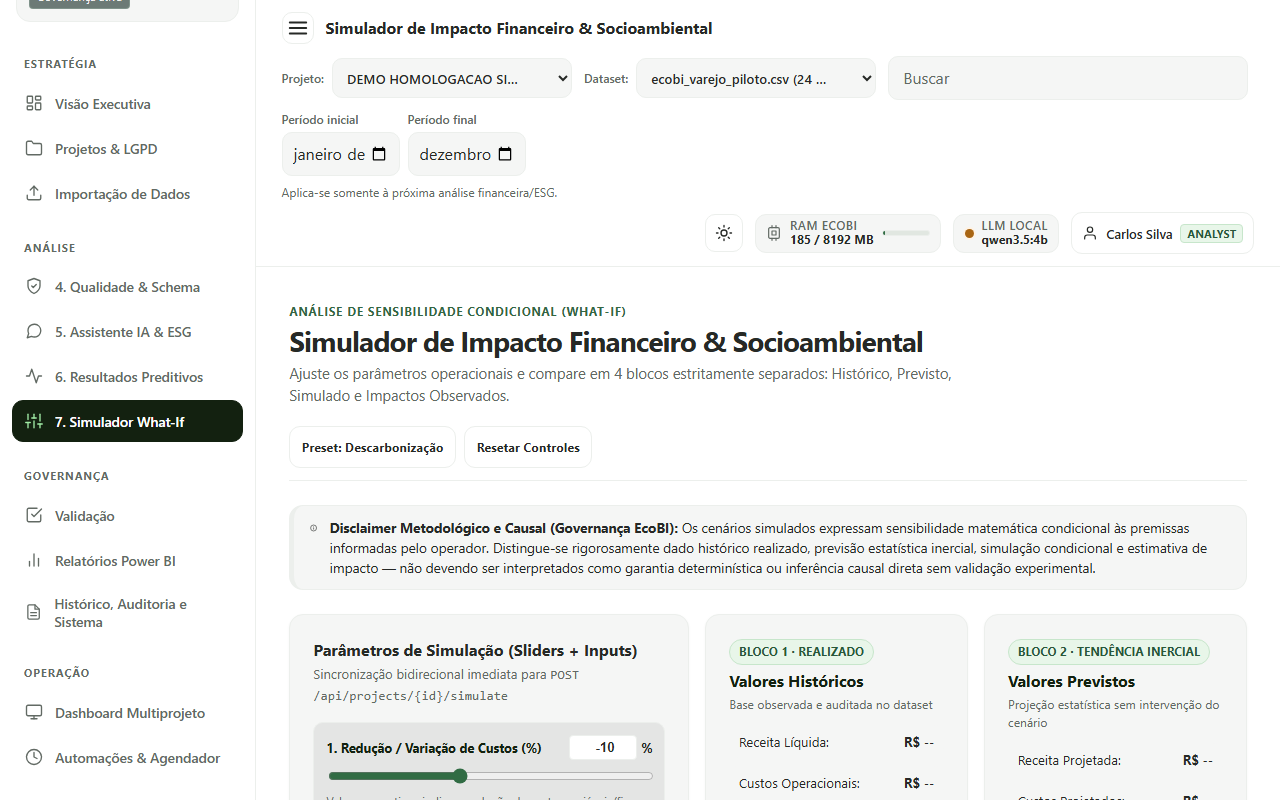 Simulador de Impacto Financeiro & Socioambiental
Projeto:
DEMO HOMOLOGACAO SI...
Dataset:
ecobi_varejo_piloto.csv (24 ...
Buscar
Período inicial
Período final
janeiro de
dezembro
Aplica-se somente à próxima análise financeira/ESG.
RAM ECOBI
185 / 8192 MB
LLM LOCAL
qwen3.5:4b
Carlos Silva
ANALYST
ESTRATÉGIA
Visão Executiva
Projetos & LGPD
Importação de Dados
ANÁLISE
4. Qualidade & Schema
5. Assistente IA & ESG
6. Resultados Preditivos
7. Simulador What-If
GOVERNANÇA
Validação
Relatórios Power BI
Histórico, Auditoria e
Sistema
OPERAÇÃO
Dashboard Multiprojeto
Automações & Agendador
ANÁLISE DE SENSIBILIDADE CONDICIONAL (WHAT-IF)
Simulador de Impacto Financeiro & Socioambiental
Ajuste os parâmetros operacionais e compare em 4 blocos estritamente separados: Histórico, Previsto,
Simulado e Impactos Observados.
Preset: Descarbonização
Resetar Controles
Disclaimer Metodológico e Causal (Governança EcoBI): Os cenários simulados expressam sensibilidade matemática condicional às premissas
informadas pelo operador. Distingue-se rigorosamente dado histórico realizado, previsão estatística inercial, simulação condicional e estimativa de
impacto — não devendo ser interpretados como garantia determinística ou inferência causal direta sem validação experimental.
Parâmetros de Simulação (Sliders + Inputs)
Sincronização bidirecional imediata para POST
/api/projects/{id}/simulate
1. Redução / Variação de Custos (%)
-10
%
BLOCO 1 · REALIZADO
Valores Históricos
Base observada e auditada no dataset
Receita Líquida:
R$ --
Custos Operacionais:
R$ --
BLOCO 2 · TENDÊNCIA INERCIAL
Valores Previstos
Projeção estatística sem intervenção do
cenário
Receita Projetada:
R$ --